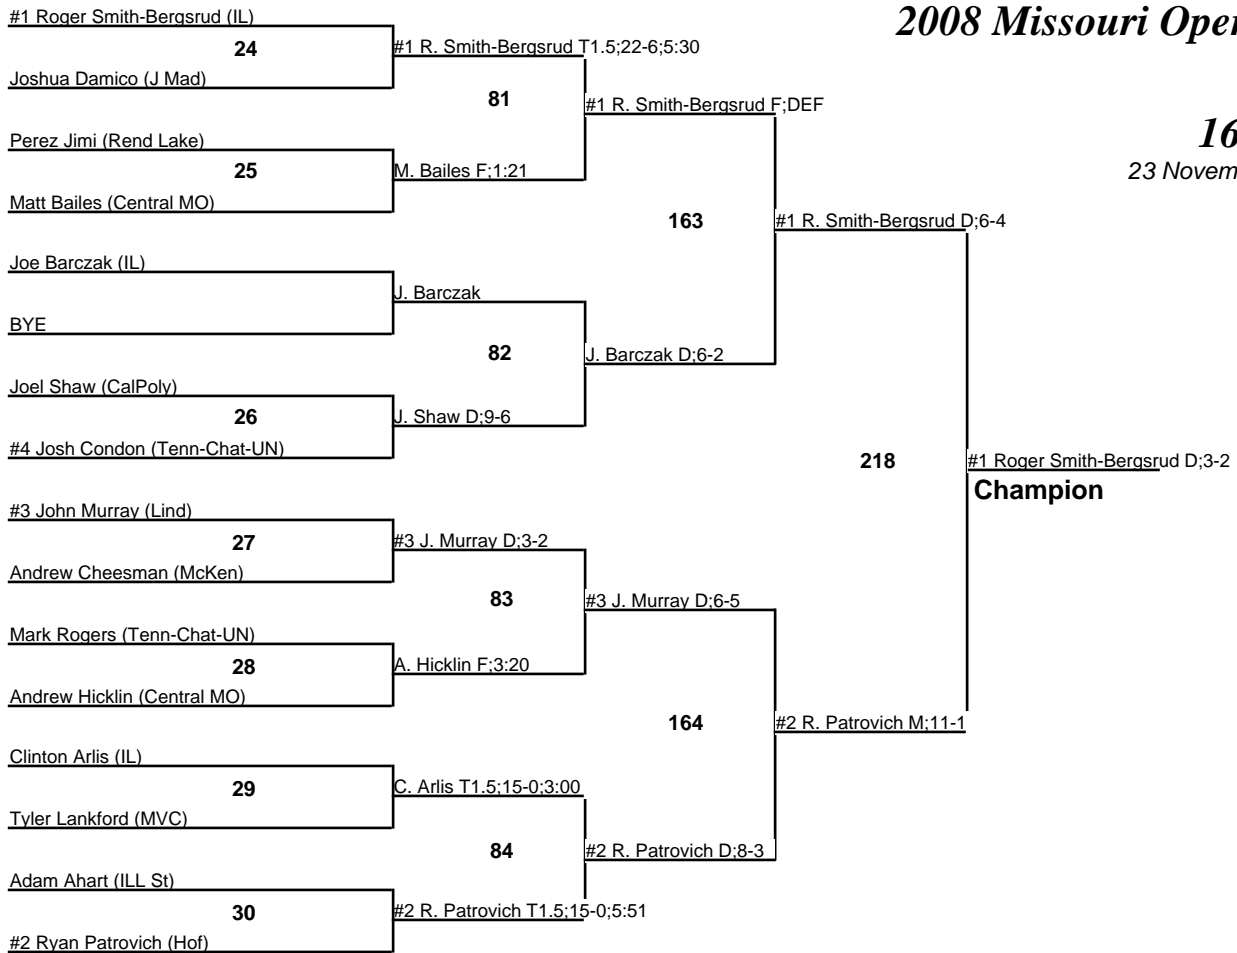 2008 Missouri Oper
16
23 Novem
#1 Roger Smith-Bergsrud (IL)
24
Joshua Damico (J Mad)
#1 R. Smith-Bergsrud T1.5;22-6;5:30
81
Perez Jimi (Rend Lake)
25
Matt Bailes (Central MO)
M. Bailes F;1:21
#1 R. Smith-Bergsrud F;DEF
163
Joe Barczak (IL)
BYE
J. Barczak
82
Joel Shaw (CalPoly)
26
#4 Josh Condon (Tenn-Chat-UN)
J. Shaw D;9-6
J. Barczak D;6-2
#1 R. Smith-Bergsrud D;6-4
218
#1 Roger Smith-Bergsrud D;3-2
Champion
#3 John Murray (Lind)
27
Andrew Cheesman (McKen)
#3 J. Murray D;3-2
83
Mark Rogers (Tenn-Chat-UN)
28
Andrew Hicklin (Central MO)
A. Hicklin F;3:20
#3 J. Murray D;6-5
164
Clinton Arlis (IL)
29
Tyler Lankford (MVC)
C. Arlis T1.5;15-0;3:00
84
Adam Ahart (ILL St)
30
#2 Ryan Patrovich (Hof)
#2 R. Patrovich T1.5;15-0;5:51
#2 R. Patrovich D;8-3
#2 R. Patrovich M;11-1